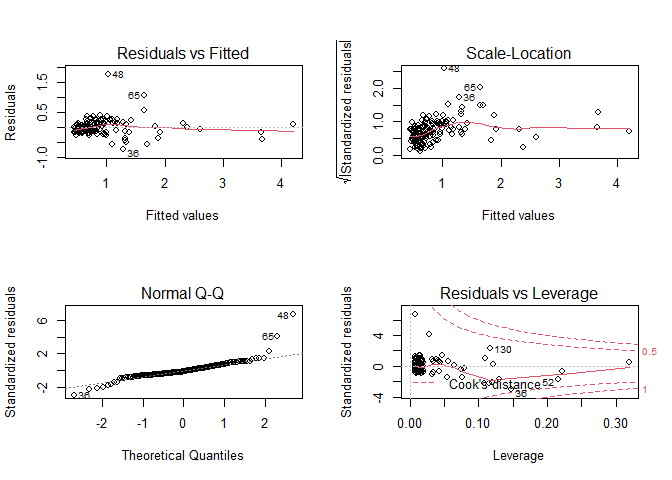 Residuals vs Fitted
Residuals
-1.0 0.5 1.5
48
65
36
1 2 3 4
Fitted values
Scale-Location
√|Standardized residuals|
0.0 1.0 2.0
48
65
36
1 2 3 4
Fitted values
Normal Q-Q
Standardized residuals
-2 2 6
48
65
36
-2 -1 0 1 2
Theoretical Quantiles
Residuals vs Leverage
Standardized residuals
-4 0 4
130
52
36
Cook's distance
0.5
1
0.00 0.10 0.20 0.30
Leverage